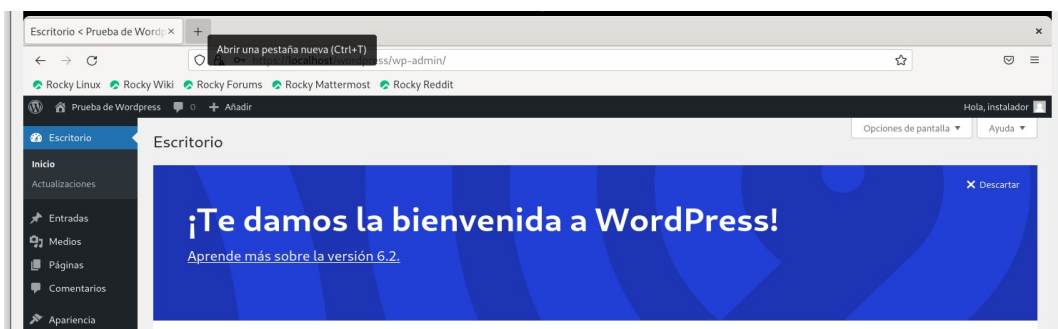 Escritorio < Prueba de Wordp
Abrir una pestaña nueva (Ctrl+T)
https://localhost/wordpress/wp-admin/
Rocky Linux Rocky Wiki Rocky Forums Rocky Mattermost Rocky Reddit
Prueba de Wordpress 0 Añadir Hola, instalador
Escritorio
Opciones de pantalla ▼ Ayuda ▼
Escritorio
Inicio
Actualizaciones
Descartar
Entradas
¡Te damos la bienvenida a WordPress!
Medios
Aprende más sobre la versión 6.2.
Páginas
Comentarios
Apariencia